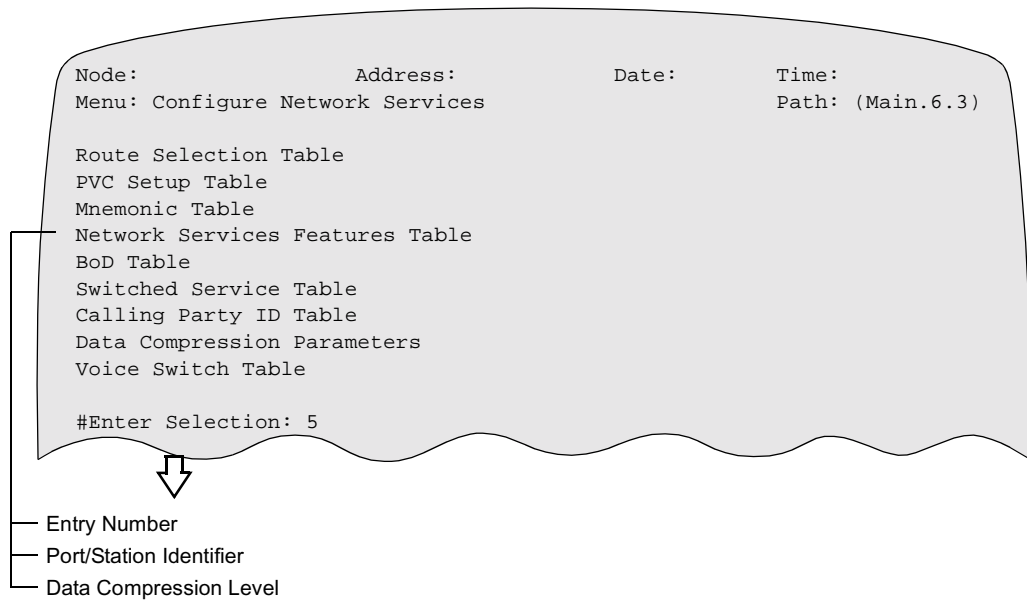 Node: Address: Date: Time:
Menu: Configure Network Services Path: (Main.6.3)
Route Selection Table
PVC Setup Table
Mnemonic Table
Network Services Features Table
BoD Table
Switched Service Table
Calling Party ID Table
Data Compression Parameters
Voice Switch Table
#Enter Selection: 5
Entry Number
Port/Station Identifier
Data Compression Level